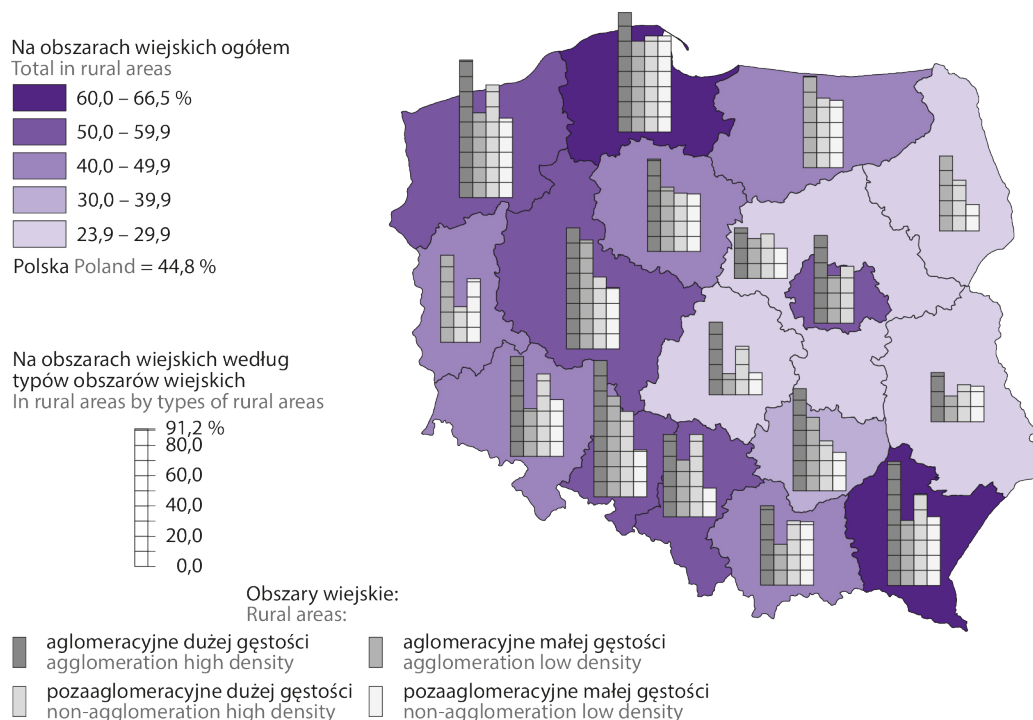 Na obszarach wiejskich ogółem
Total in rural areas
60,0 – 66,5 %
50,0 – 59,9
40,0 – 49,9
30,0 – 39,9
23,9 – 29,9
Polska Poland = 44,8 %
Na obszarach wiejskich według
typów obszarów wiejskich
In rural areas by types of rural areas
91,2 %
80,0
60,0
40,0
20,0
0,0
Obszary wiejskie:
Rural areas:
aglomeracyjne dużej gęstości
agglomeration high density
aglomeracyjne małej gęstości
agglomeration low density
pozaaglomeracyjne dużej gęstości
non-agglomeration high density
pozaaglomeracyjne małej gęstości
non-agglomeration low density